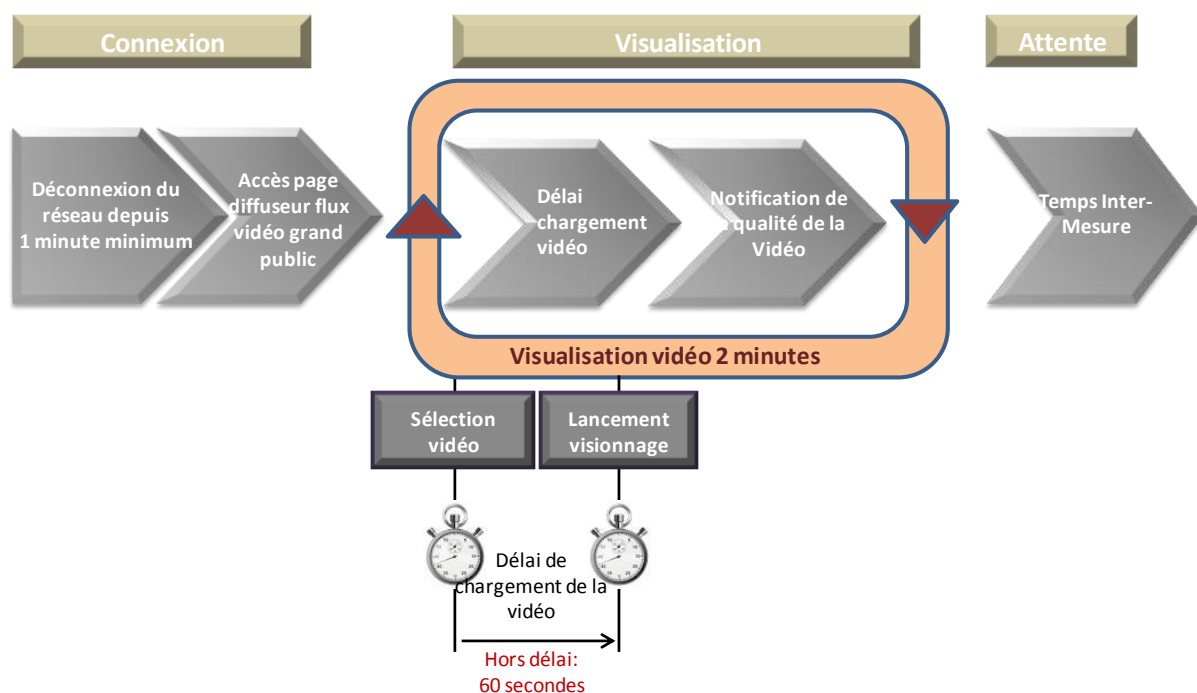 Connexion
Visualisation
Attente
Déconnexion du
réseau depuis
1 minute minimum
Accès page
diffuseur flux
vidéo grand
public
Délai
chargement
vidéo
Notification de
qualité de la
Vidéo
Temps Inter-
Mesure
Visualisation vidéo 2 minutes
Sélection
vidéo
Lancement
visionnage
Délai de
chargement de la
vidéo
Hors délai:
60 secondes